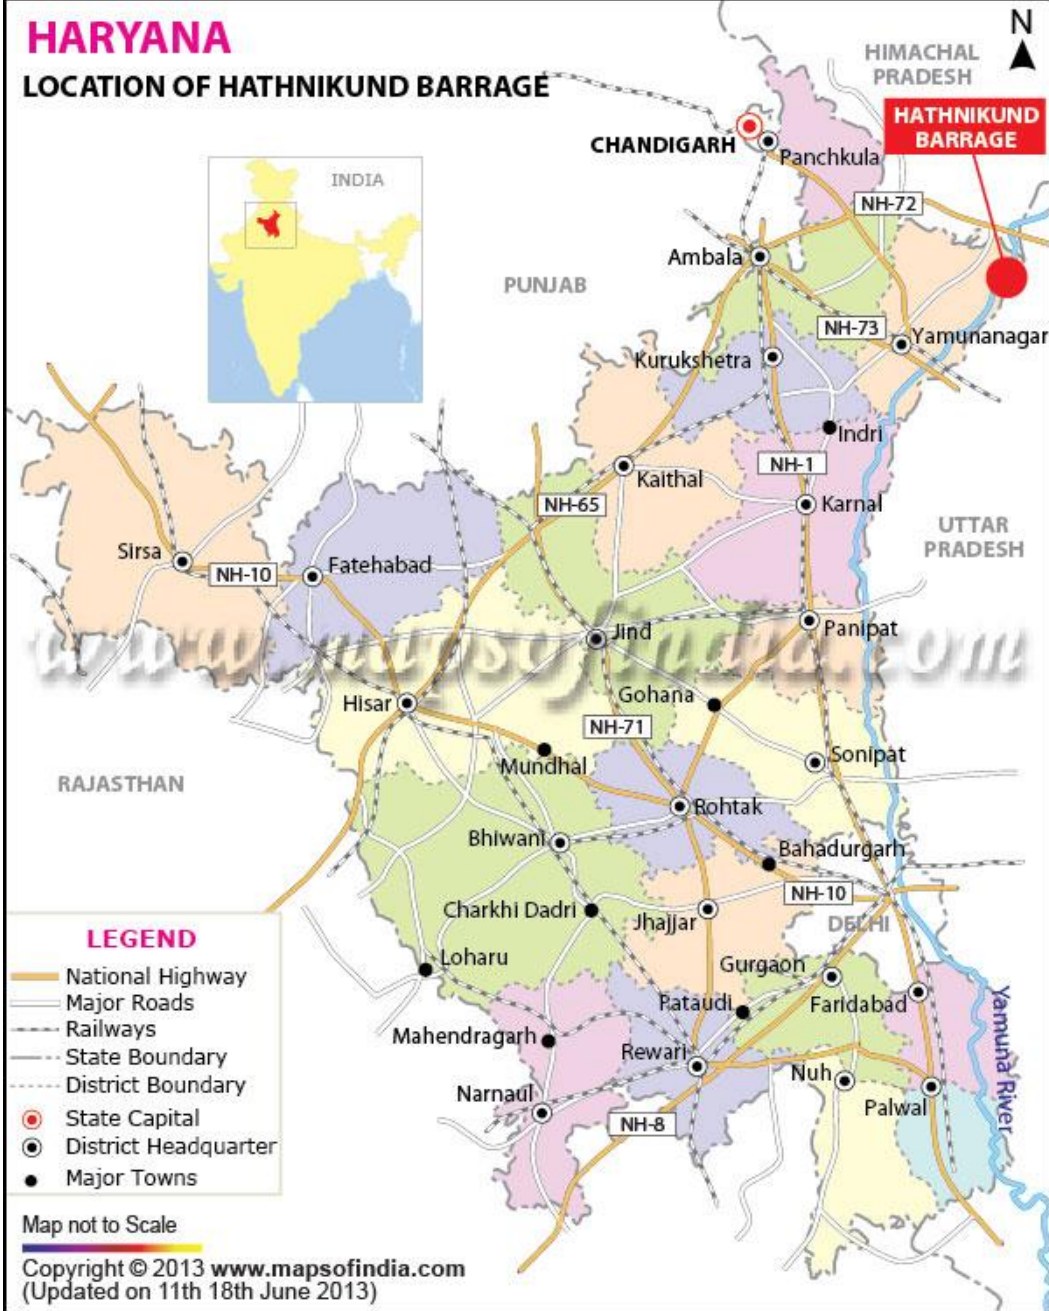 HARYANA
LOCATION OF HATHNIKUND BARRAGE
N
HIMACHAL
PRADESH
HATHNIKUND
BARRAGE
CHANDIGARH
Panchkula
INDIA
NH-72
Ambala
PUNJAB
NH-73
Yamunanagar
Kurukshetra
Indri
NH-1
Kaithal
Karnal
NH-65
UTTAR
PRADESH
Sirsa
NH-10
Fatehabad
www.mapsofindia.com
Jind
Panipat
Gohana
Hisar
NH-71
Sonipat
Mundhal
RAJASTHAN
Rohtak
Bhiwani
Bahadurgarh
NH-10
Charkhi Dadri
Jhajjar
DELHI
Loharu
Gurgaon
Pataudi
Faridabad
Mahendragarh
Rewari
Yamuna River
Nuh
Narnaul
Palwal
NH-8
LEGEND
National Highway
Major Roads
Railways
State Boundary
District Boundary
State Capital
District Headquarter
Major Towns
Map not to Scale
Copyright © 2013 www.mapsofindia.com
(Updated on 11th 18th June 2013)